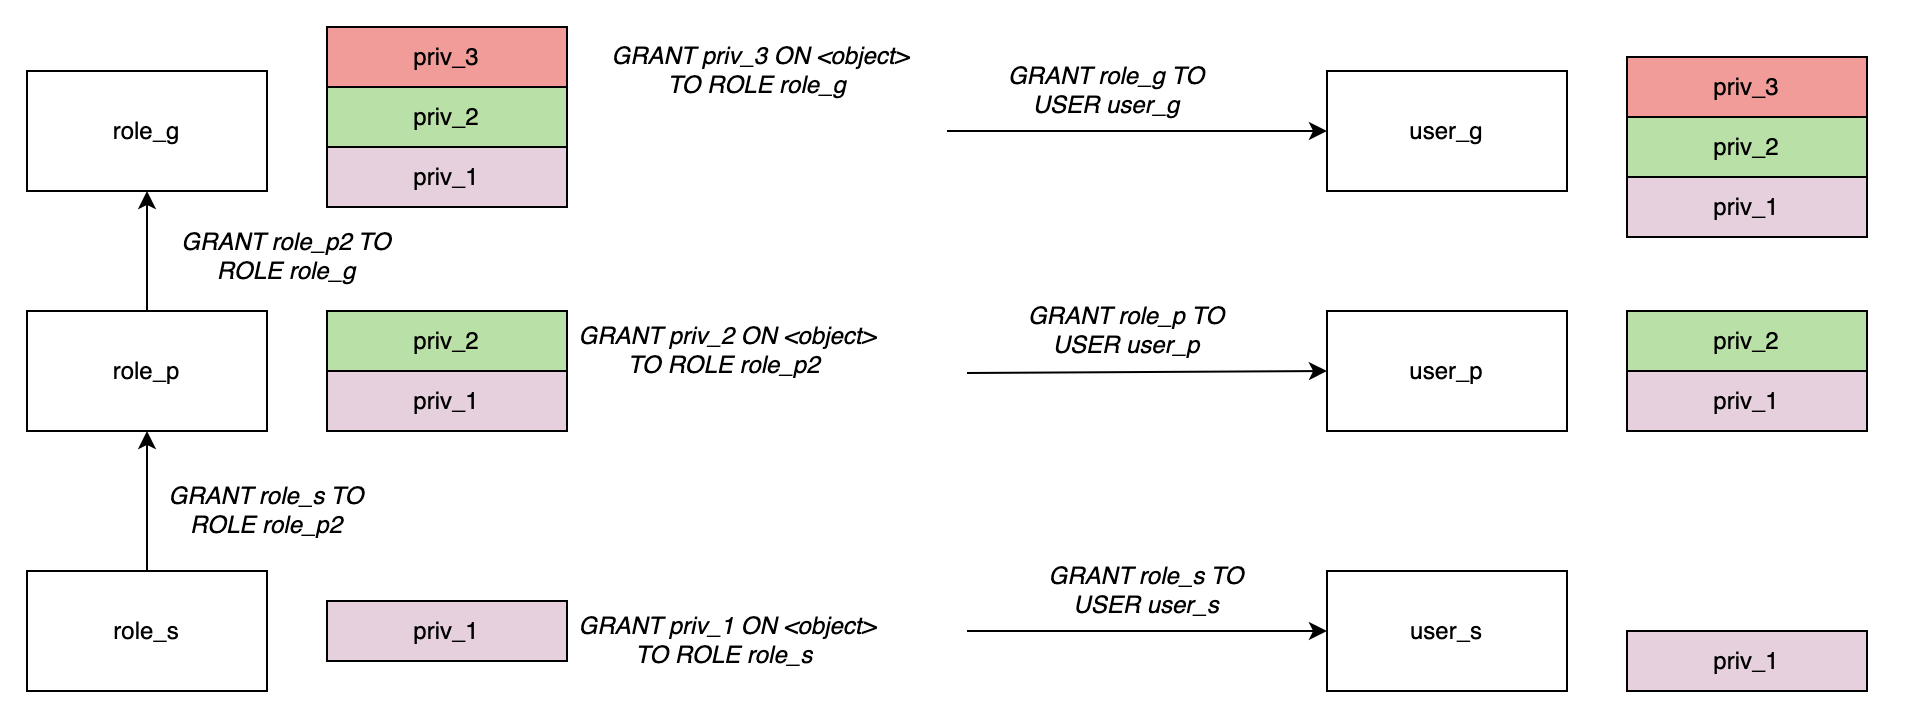 priv_3
GRANT priv_3 ON <object>
TO ROLE role_g
GRANT role_g TO
USER user_g
priv_3
role_g
priv_2
user_g
priv_2
priv_1
priv_1
GRANT role_p2 TO
ROLE role_g
role_p
priv_2
priv_1
GRANT priv_2 ON <object>
TO ROLE role_p2
GRANT role_p TO
USER user_p
user_p
priv_2
priv_1
GRANT role_s TO
ROLE role_p2
role_s
priv_1
GRANT priv_1 ON <object>
TO ROLE role_s
GRANT role_s TO
USER user_s
user_s
priv_1